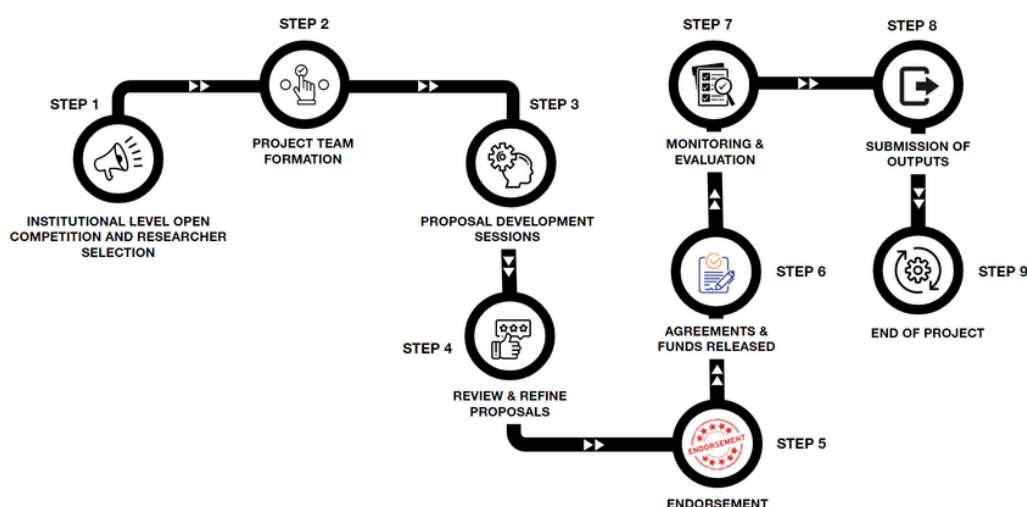 STEP 1
INSTITUTIONAL LEVEL OPEN
COMPETITION AND RESEARCHER
SELECTION
STEP 2
PROJECT TEAM
FORMATION
STEP 3
PROPOSAL DEVELOPMENT
SESSIONS
STEP 4
REVIEW & REFINE
PROPOSALS
STEP 5
ENDORSEMENT
ENDORSEMENT
STEP 6
AGREEMENTS &
FUNDS RELEASED
STEP 7
MONITORING &
EVALUATION
STEP 8
SUBMISSION OF
OUTPUTS
STEP 9
END OF PROJECT